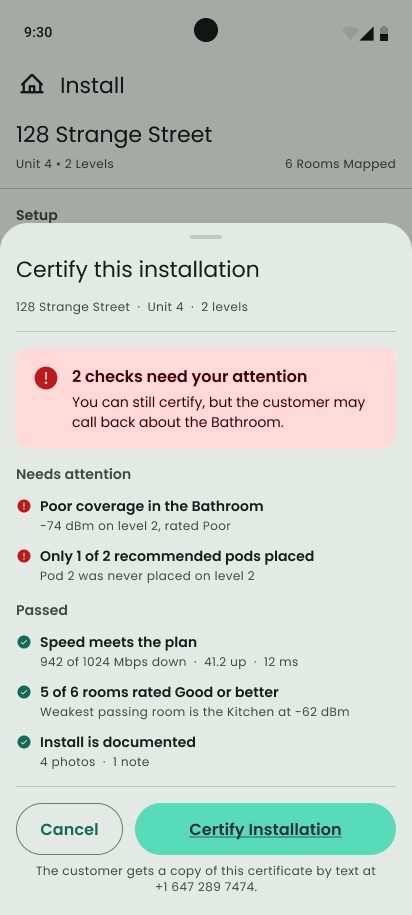 9:30
Install
128 Strange Street
Unit 4 • 2 Levels
6 Rooms Mapped
Setup
Certify this installation
128 Strange Street · Unit 4 · 2 levels
2 checks need your attention
You can still certify, but the customer may
call back about the Bathroom.
Needs attention
Poor coverage in the Bathroom
-74 dBm on level 2, rated Poor
Only 1 of 2 recommended pods placed
Pod 2 was never placed on level 2
Passed
Speed meets the plan
942 of 1024 Mbps down · 41.2 up · 12 ms
5 of 6 rooms rated Good or better
Weakest passing room is the Kitchen at -62 dBm
Install is documented
4 photos · 1 note
Cancel
Certify Installation
The customer gets a copy of this certificate by text at
+1 647 289 7474.